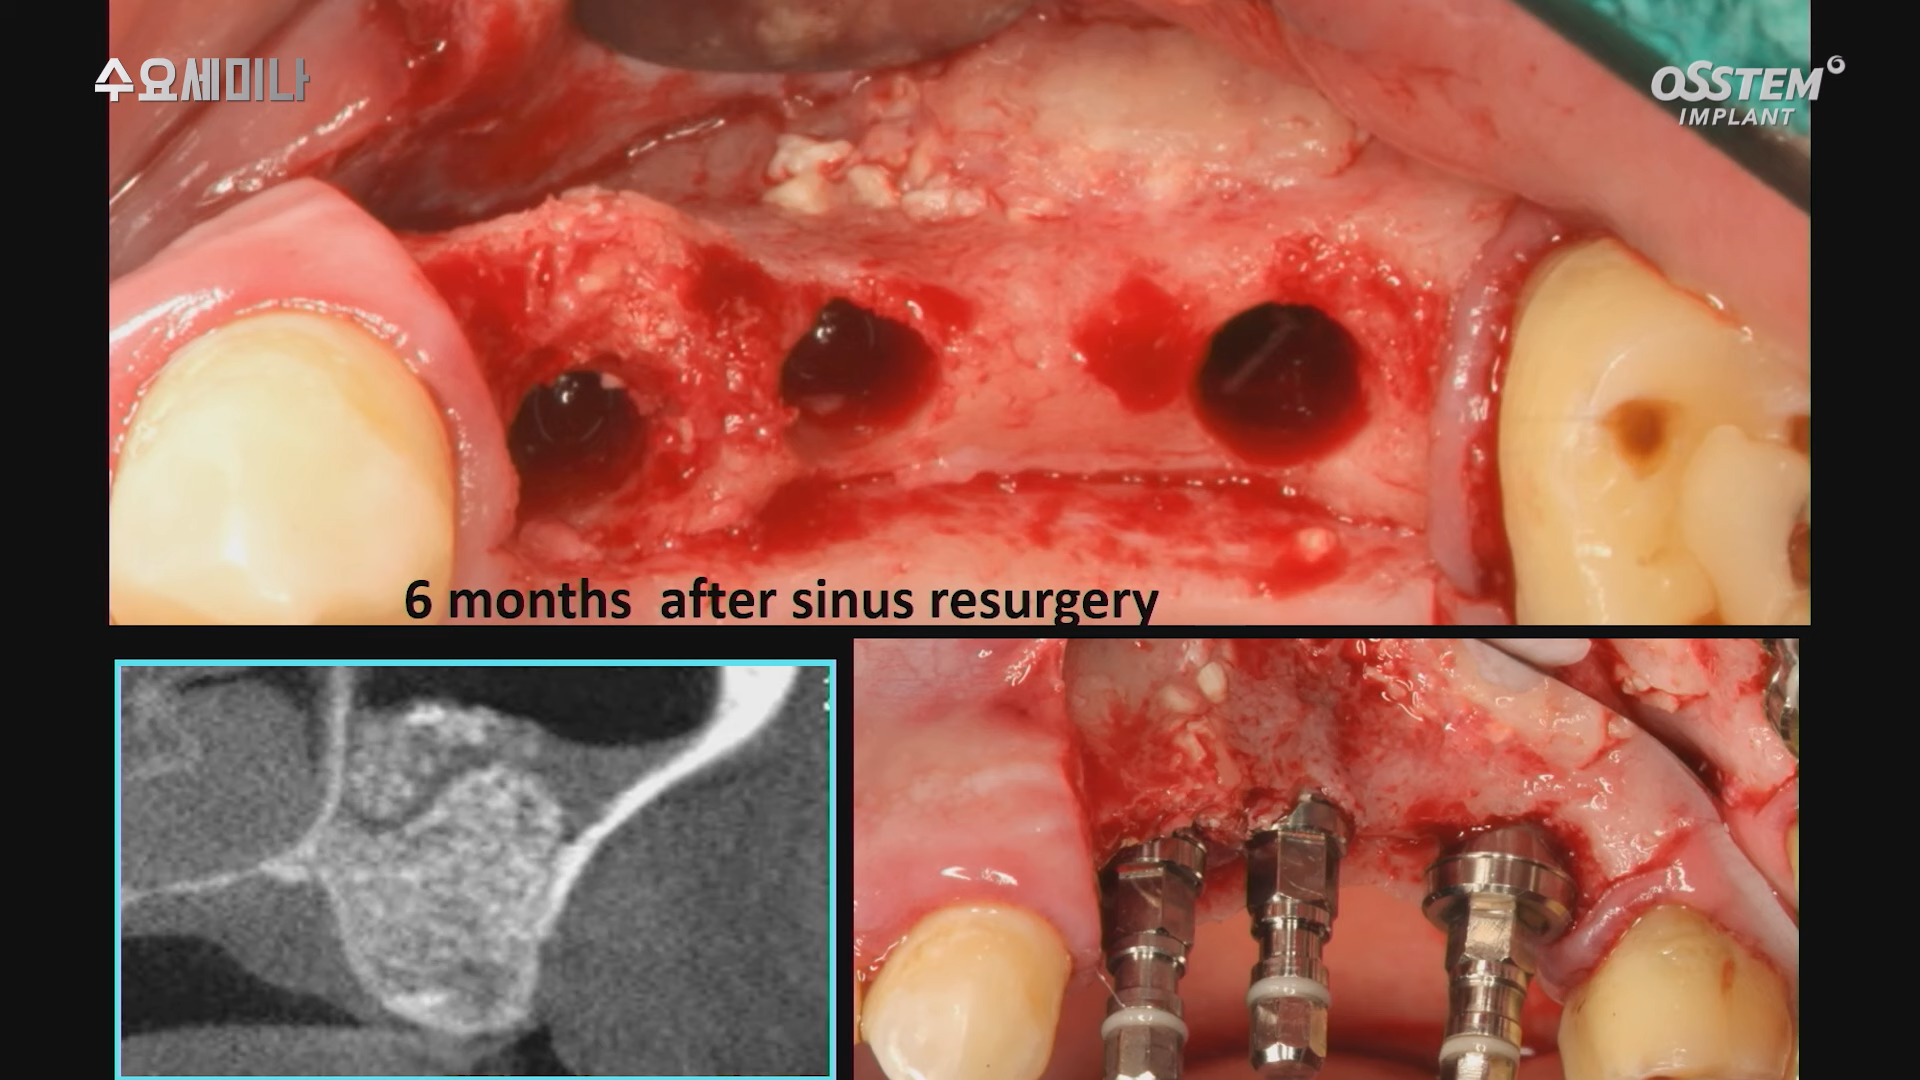 수요세미나
OSSTEM
IMPLANT
6 months after sinus resurgery